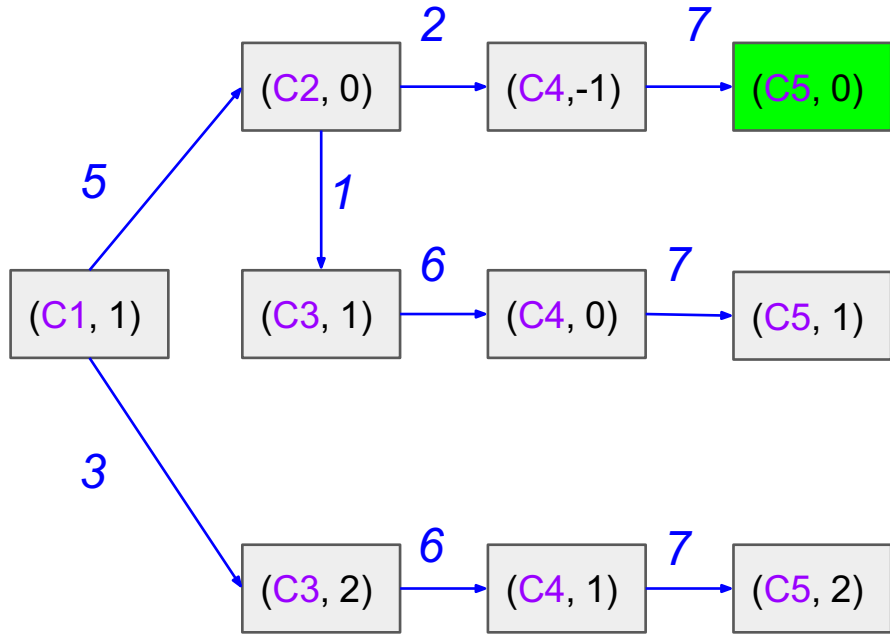 2
7
(C2, 0)
(C4,-1)
(C5, 0)
5
1
6
7
(C1, 1)
(C3, 1)
(C4, 0)
(C5, 1)
3
6
7
(C3, 2)
(C4, 1)
(C5, 2)